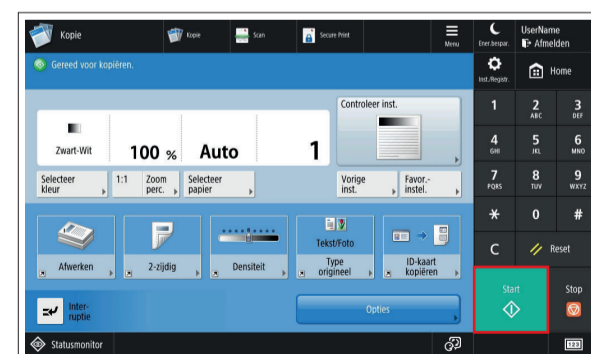 Kopie
Kopie
Scan
Secure Print
Menu
Ener.bespar.
UserName
Afmelden
Gereed voor kopiëren.
Inst./Registr.
Home
Controleer inst.
Zwart-Wit
100 %
Auto
1
Selecteer
kleur
1:1
Zoom
perc.
Selecteer
papier
Vorige
inst.
Favor.-
instel.
Afwerken
2-zijdig
Densiteit
Tekst/Foto
Type
origineel
ID-kaart
kopiëren
Inter-
ruptie
Opties
Statusmonitor
1
2
ABC
3
DEF
4
GHI
5
JKL
6
MNO
7
PQRS
8
TUV
9
WXYZ
*
0
#
C
Reset
Start
Stop
123